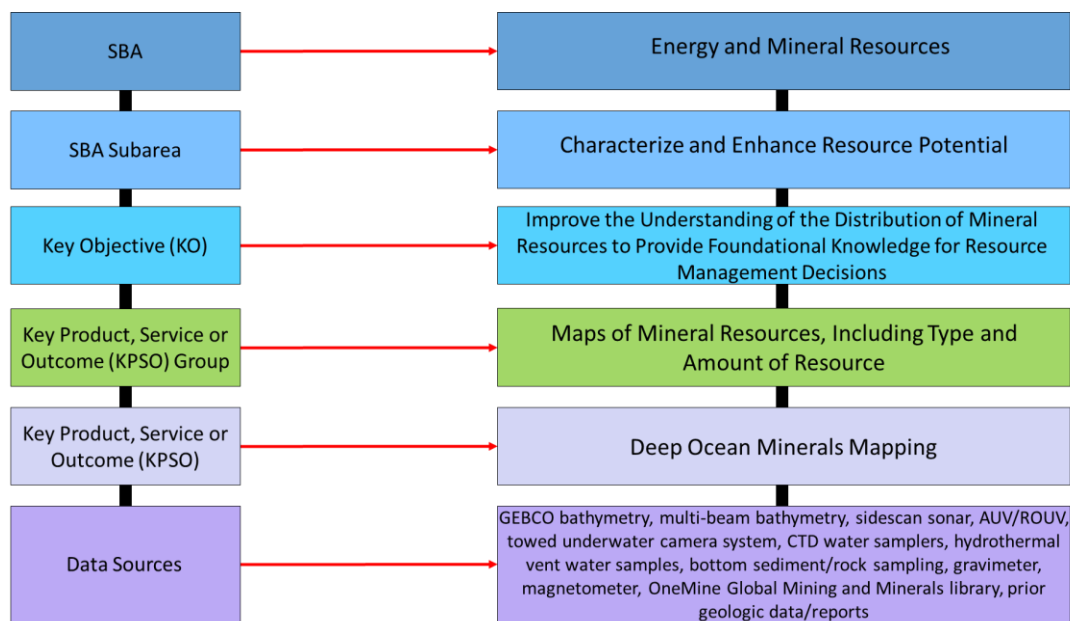 SBA
Energy and Mineral Resources
SBA Subarea
Characterize and Enhance Resource Potential
Key Objective (KO)
Improve the Understanding of the Distribution of Mineral
Resources to Provide Foundational Knowledge for Resource
Management Decisions
Key Product, Service or
Outcome (KPSO) Group
Maps of Mineral Resources, Including Type and
Amount of Resource
Key Product, Service or
Outcome (KPSO)
Deep Ocean Minerals Mapping
Data Sources
GEBCO bathymetry, multi-beam bathymetry, sidescan sonar, AUV/ROUV,
towed underwater camera system, CTD water samplers, hydrothermal
vent water samples, bottom sediment/rock sampling, gravimeter,
magnetometer, OneMine Global Mining and Minerals library, prior
geologic data/reports